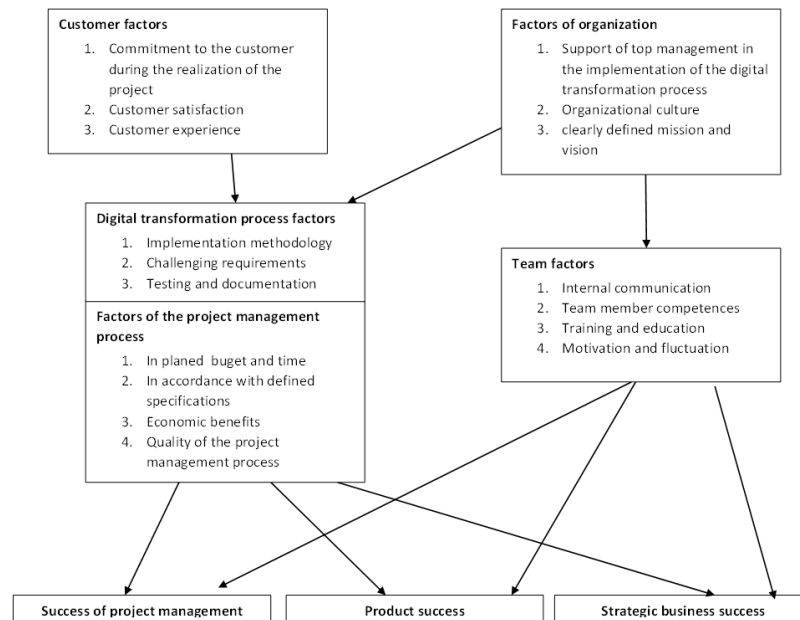 Customer factors
1. Commitment to the customer
during the realization of the
project
2. Customer satisfaction
3. Customer experience
Factors of organization
1. Support of top management in
the implementation of the digital
transformation process
2. Organizational culture
3. clearly defined mission and
vision
Digital transformation process factors
1. Implementation methodology
2. Challenging requirements
3. Testing and documentation
Factors of the project management
process
1. In planed buget and time
2. In accordance with defined
specifications
3. Economic benefits
4. Quality of the project
management process
Team factors
1. Internal communication
2. Team member competences
3. Training and education
4. Motivation and fluctuation
Success of project management
Product success
Strategic business success